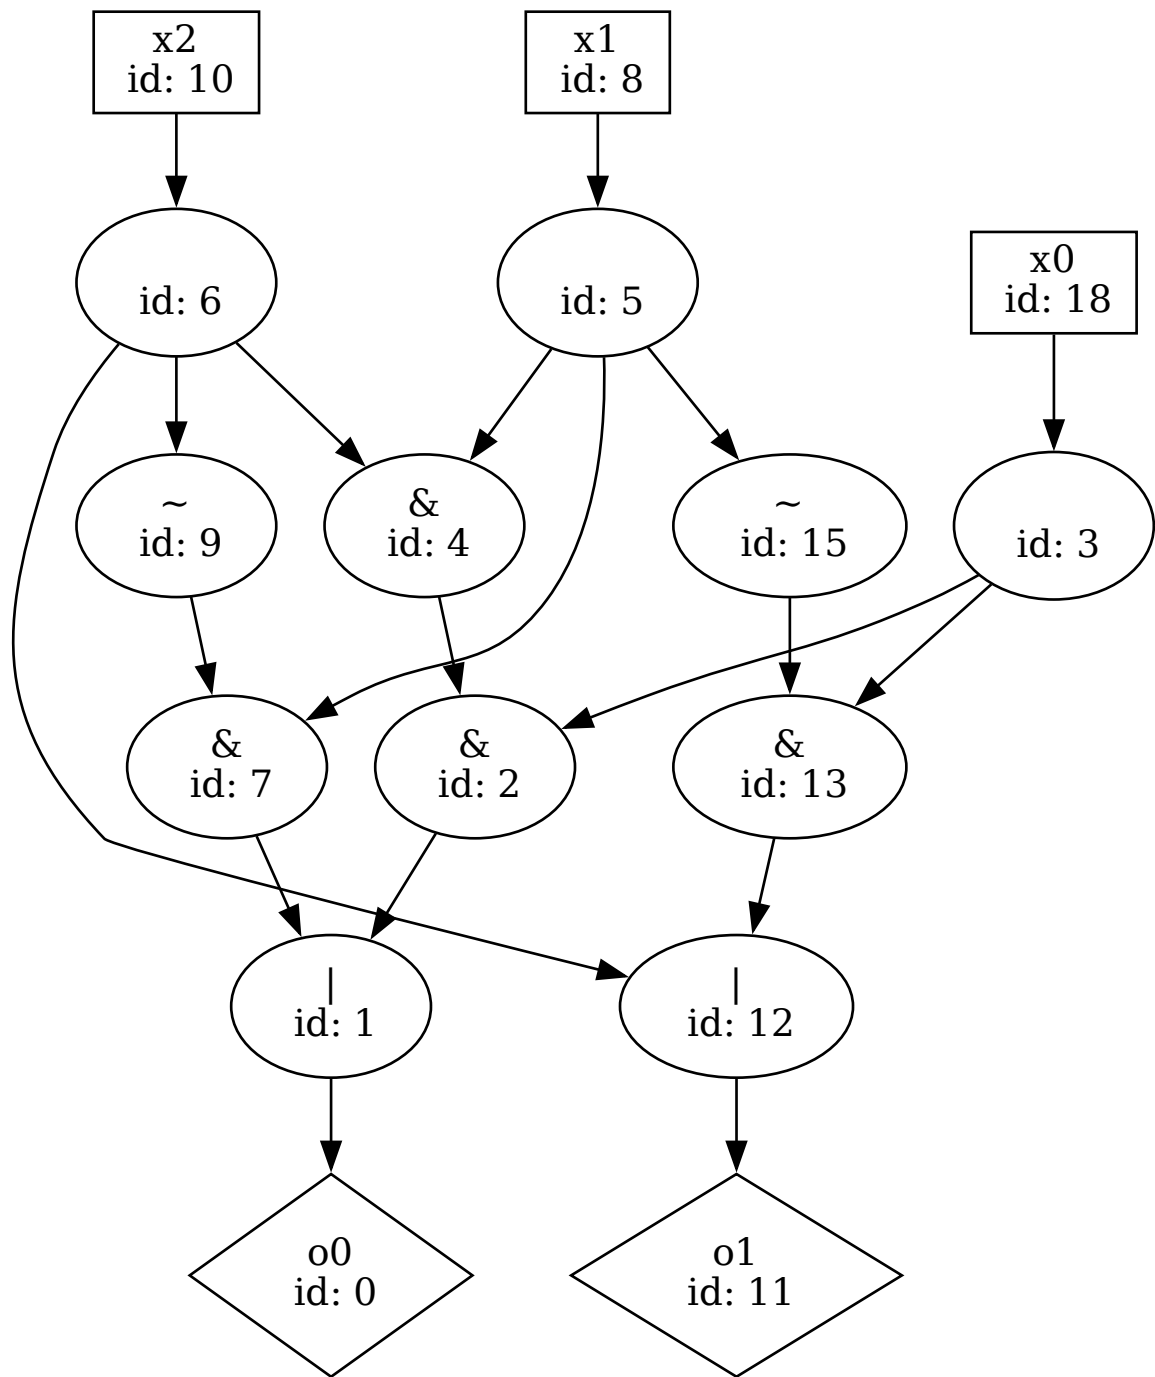 x2
id: 10
x1
id: 8
x0
id: 18
id: 6
id: 5
~
id: 9
&
id: 4
~
id: 15
id: 3
&
id: 7
&
id: 2
&
id: 13
|
id: 1
|
id: 12
o0
id: 0
o1
id: 11